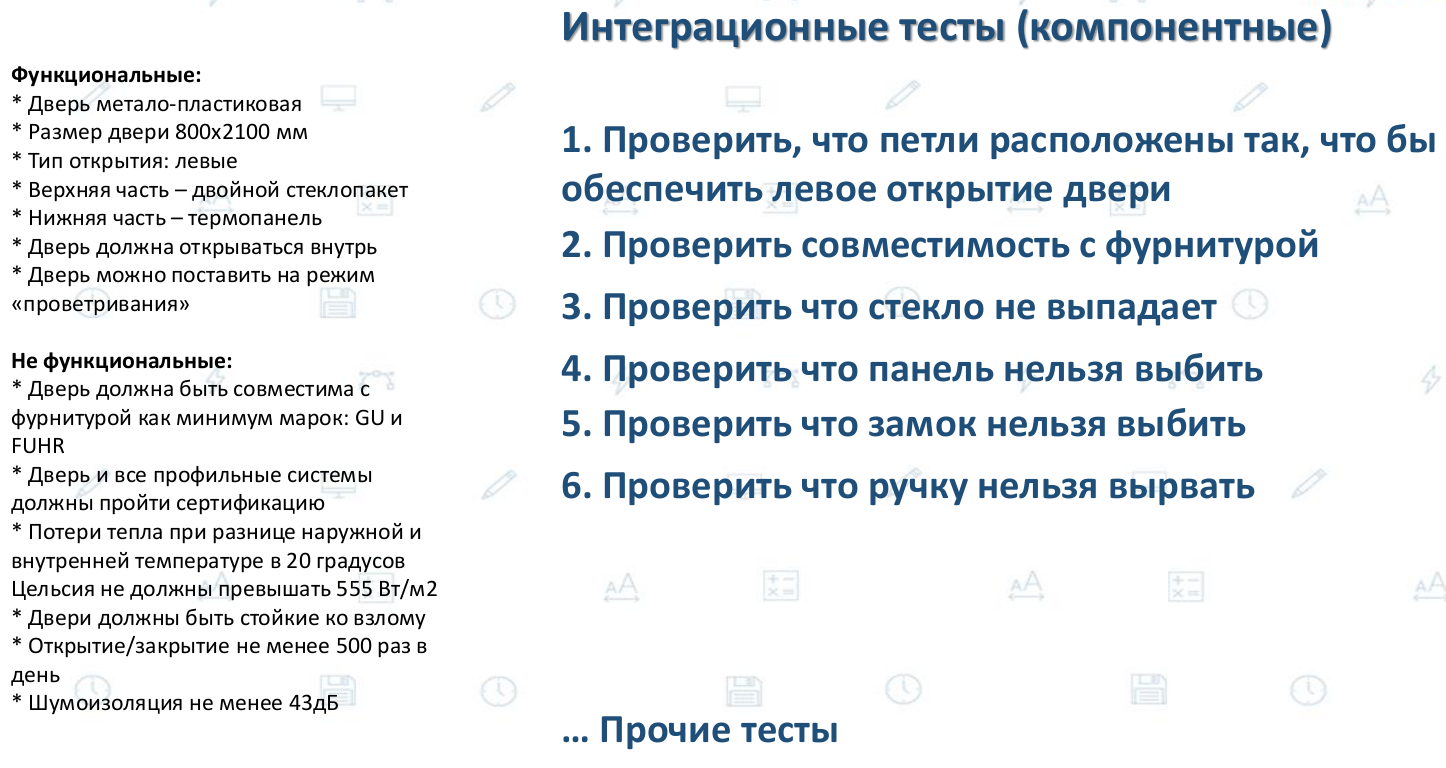 Интеграционные тесты (компонентные)
Функциональные:
* Дверь метало-пластиковая
* Размер двери 800х2100 мм
* Тип открытия: левые
* Верхняя часть – двойной стеклопакет
* Нижняя часть – термопанель
* Дверь должна открываться внутрь
* Дверь можно поставить на режим
«проветривания»
Не функциональные:
* Дверь должна быть совместима с
фурнитурой как минимум марок: GU и
FUHR
* Дверь и все профильные системы
должны пройти сертификацию
* Потери тепла при разнице наружной и
внутренней температуре в 20 градусов
Цельсия не должны превышать 555 Вт/м2
* Двери должны быть стойкие ко взлому
* Открытие/закрытие не менее 500 раз в
день
* Шумоизоляция не менее 43дБ
1. Проверить, что петли расположены так, что бы
обеспечить левое открытие двери
2. Проверить совместимость с фурнитурой
3. Проверить что стекло не выпадает
4. Проверить что панель нельзя выбить
5. Проверить что замок нельзя выбить
6. Проверить что ручку нельзя вырвать
... Прочие тесты